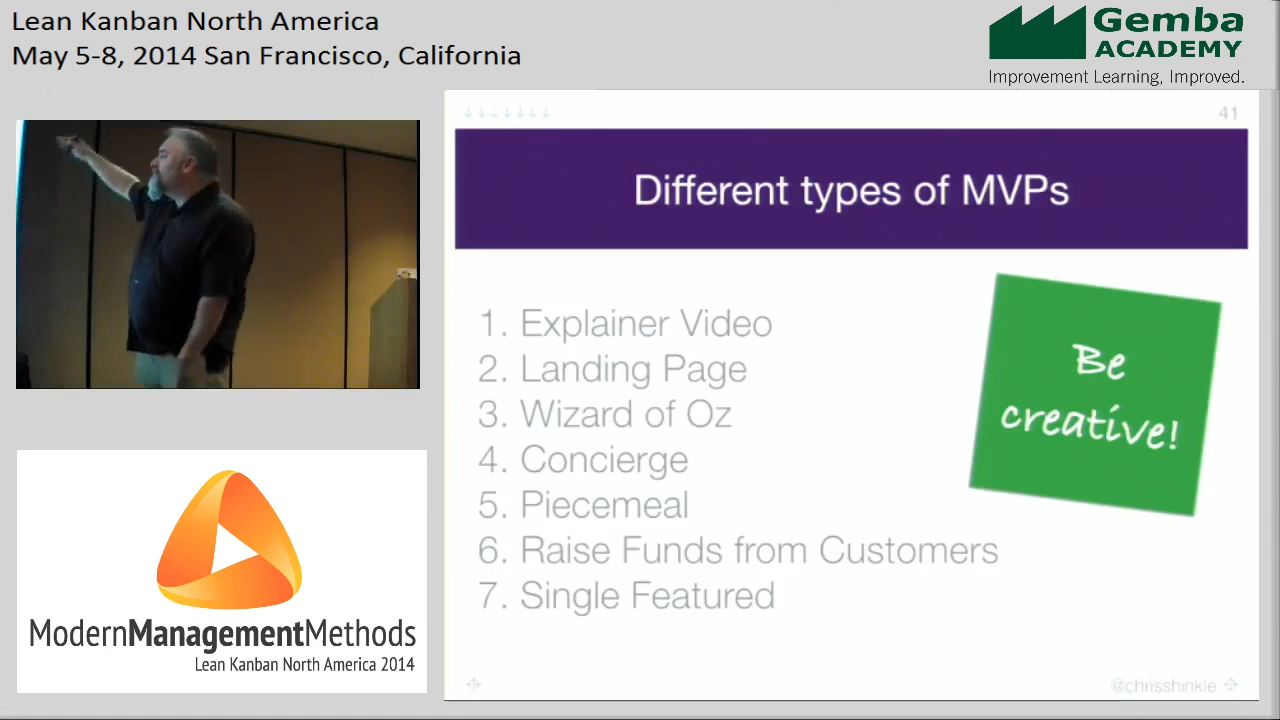 Lean Kanban North America
May 5-8, 2014 San Francisco, California
Gemba
ACADEMY
Improvement Learning, Improved.
41
Different types of MVPs
1. Explainer Video
2. Landing Page
3. Wizard of Oz
4. Concierge
5. Piecemeal
6. Raise Funds from Customers
7. Single Featured
Be
creative!
@chrisshinkle
ModernManagementMethods
Lean Kanban North America 2014